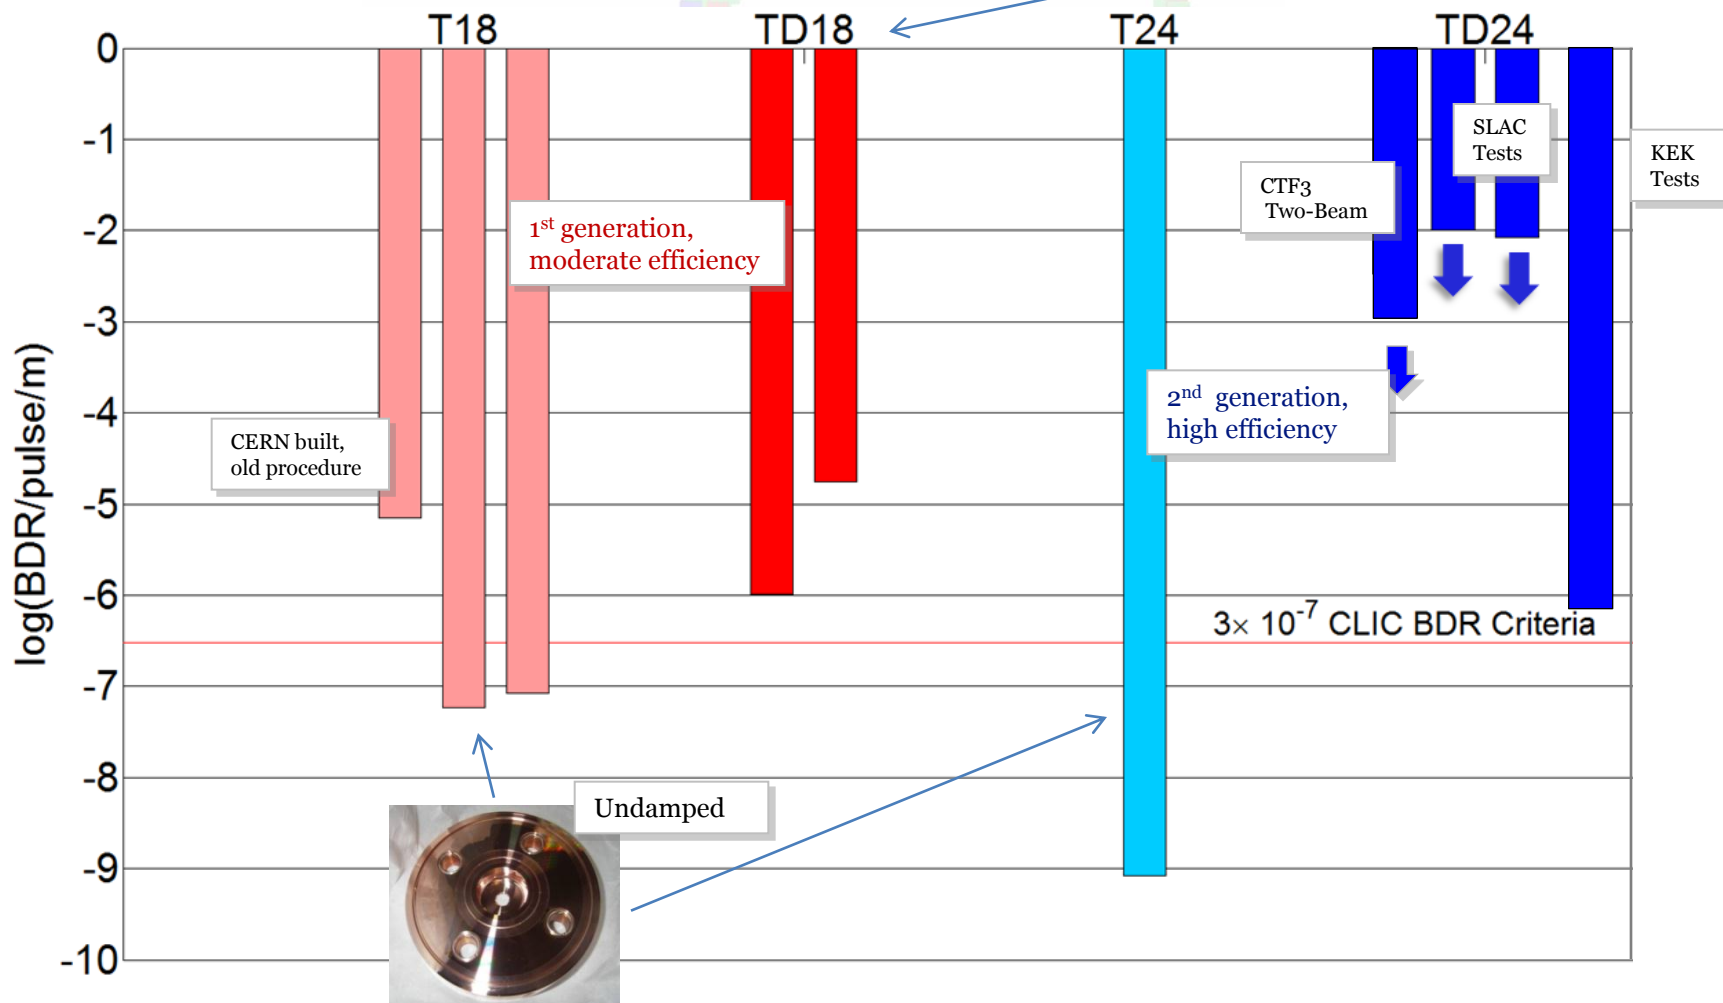 T18
TD18
T24
TD24
0
-1
-2
-3
-4
-5
-6
-7
-8
-9
-10
log(BDR/pulse/m)
SLAC
Tests
KEK
Tests
CTF3
Two-Beam
1st generation,
moderate efficiency
2nd generation,
high efficiency
CERN built,
old procedure
3× 10-7 CLIC BDR Criteria
Undamped